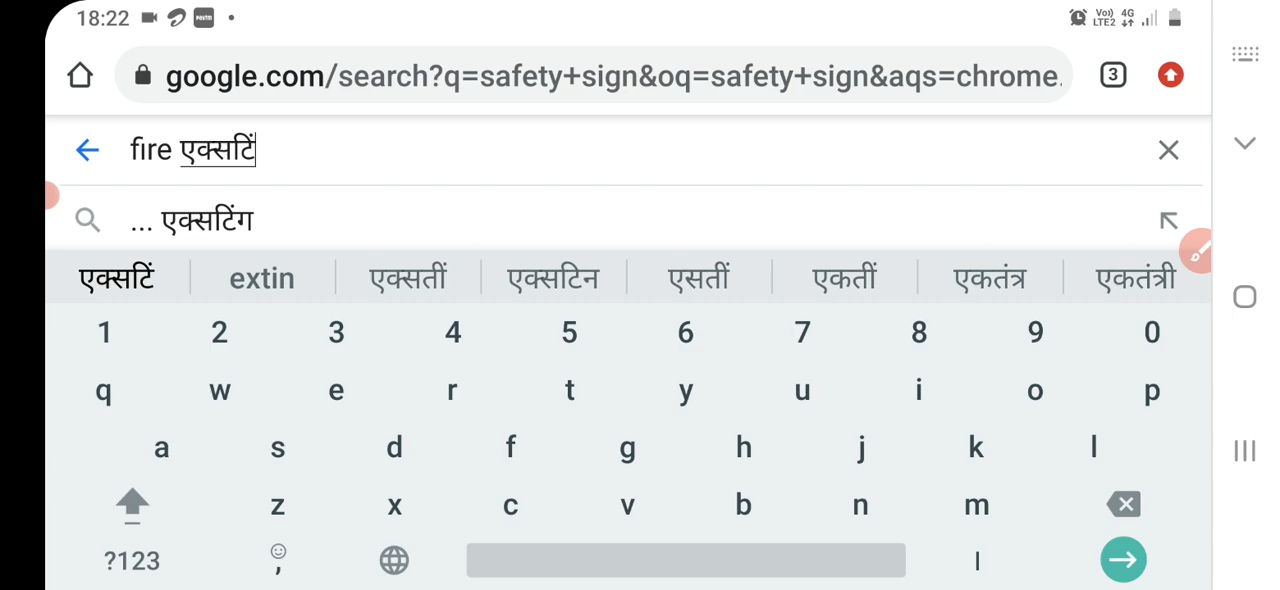 18:22 Paytm Vo)) LTE2 4G
google.com/search?q=safety+sign&oq=safety+sign&aqs=chrome. 3
fire एक्सटिं
... एक्सटिंग
एक्सटिं extin एक्सतीं एक्सटिन एसतीं एकतीं एकतंत्र एकतंत्री
1 2 3 4 5 6 7 8 9 0
q w e r t y u i o p
a s d f g h j k l
z x c v b n m
?123 , |